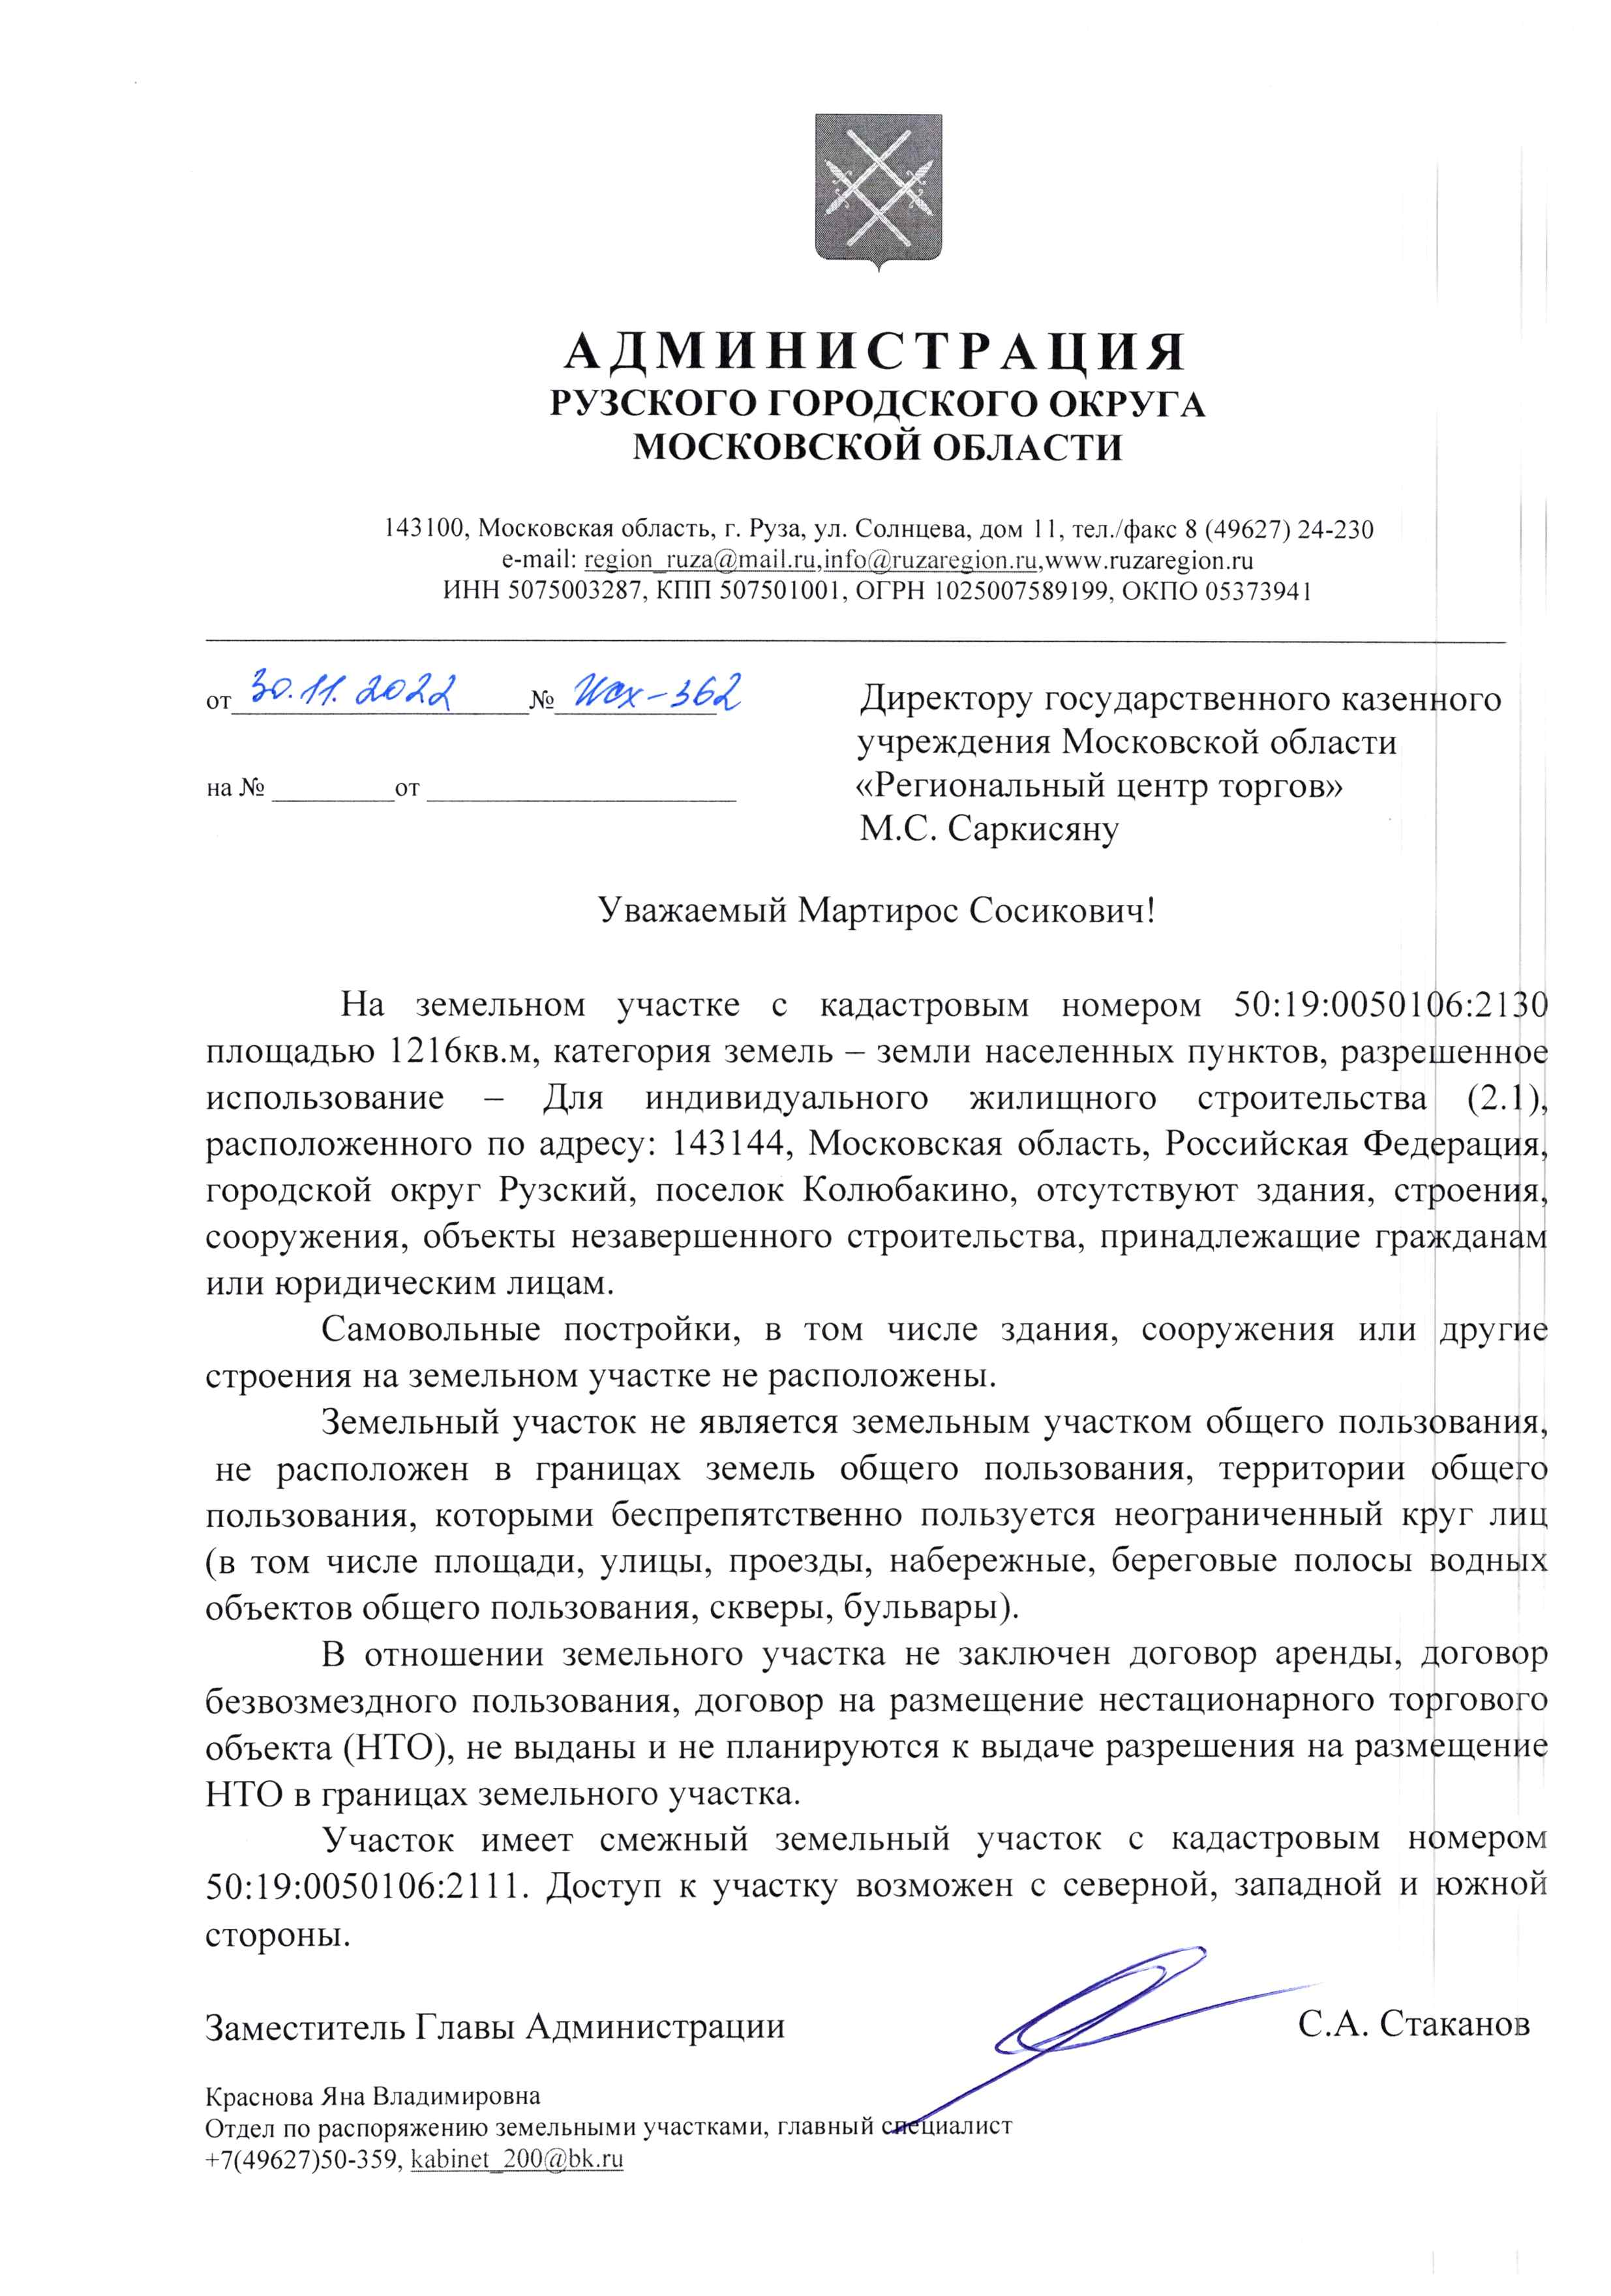 АДМИНИСТРАЦИЯ
РУЗСКОГО ГОРОДСКОГО ОКРУГА
МОСКОВСКОЙ ОБЛАСТИ
143100, Московская область, г. Руза, ул. Солнцева, дом 11, тел./факс 8 (49627) 24-230
e-mail: region_ruza@mail.ru,info@ruzaregion.ru,www.ruzaregion.ru
ИНН 5075003287, КПП 507501001, ОГРН 1025007589199, ОКПО 05373941
от 30.11.2022 № Исх-362
на № __________от ______________________
Директору государственного казенного
учреждения Московской области
«Региональный центр торгов»
М.С. Саркисяну
Уважаемый Мартирос Сосикович!
На земельном участке с кадастровым номером 50:19:0050106:2130
площадью 1216кв.м, категория земель – земли населенных пунктов, разрешенное
использование – Для индивидуального жилищного строительства (2.1),
расположенного по адресу: 143144, Московская область, Российская Федерация,
городской округ Рузский, поселок Колюбакино, отсутствуют здания, строения,
сооружения, объекты незавершенного строительства, принадлежащие гражданам
или юридическим лицам.
Самовольные постройки, в том числе здания, сооружения или другие
строения на земельном участке не расположены.
Земельный участок не является земельным участком общего пользования,
не расположен в границах земель общего пользования, территории общего
пользования, которыми беспрепятственно пользуется неограниченный круг лиц
(в том числе площади, улицы, проезды, набережные, береговые полосы водных
объектов общего пользования, скверы, бульвары).
В отношении земельного участка не заключен договор аренды, договор
безвозмездного пользования, договор на размещение нестационарного торгового
объекта (НТО), не выданы и не планируются к выдаче разрешения на размещение
НТО в границах земельного участка.
Участок имеет смежный земельный участок с кадастровым номером
50:19:0050106:2111. Доступ к участку возможен с северной, западной и южной
стороны.
Заместитель Главы Администрации С.А. Стаканов
Краснова Яна Владимировна
Отдел по распоряжению земельными участками, главный специалист
+7(49627)50-359, kabinet_200@bk.ru